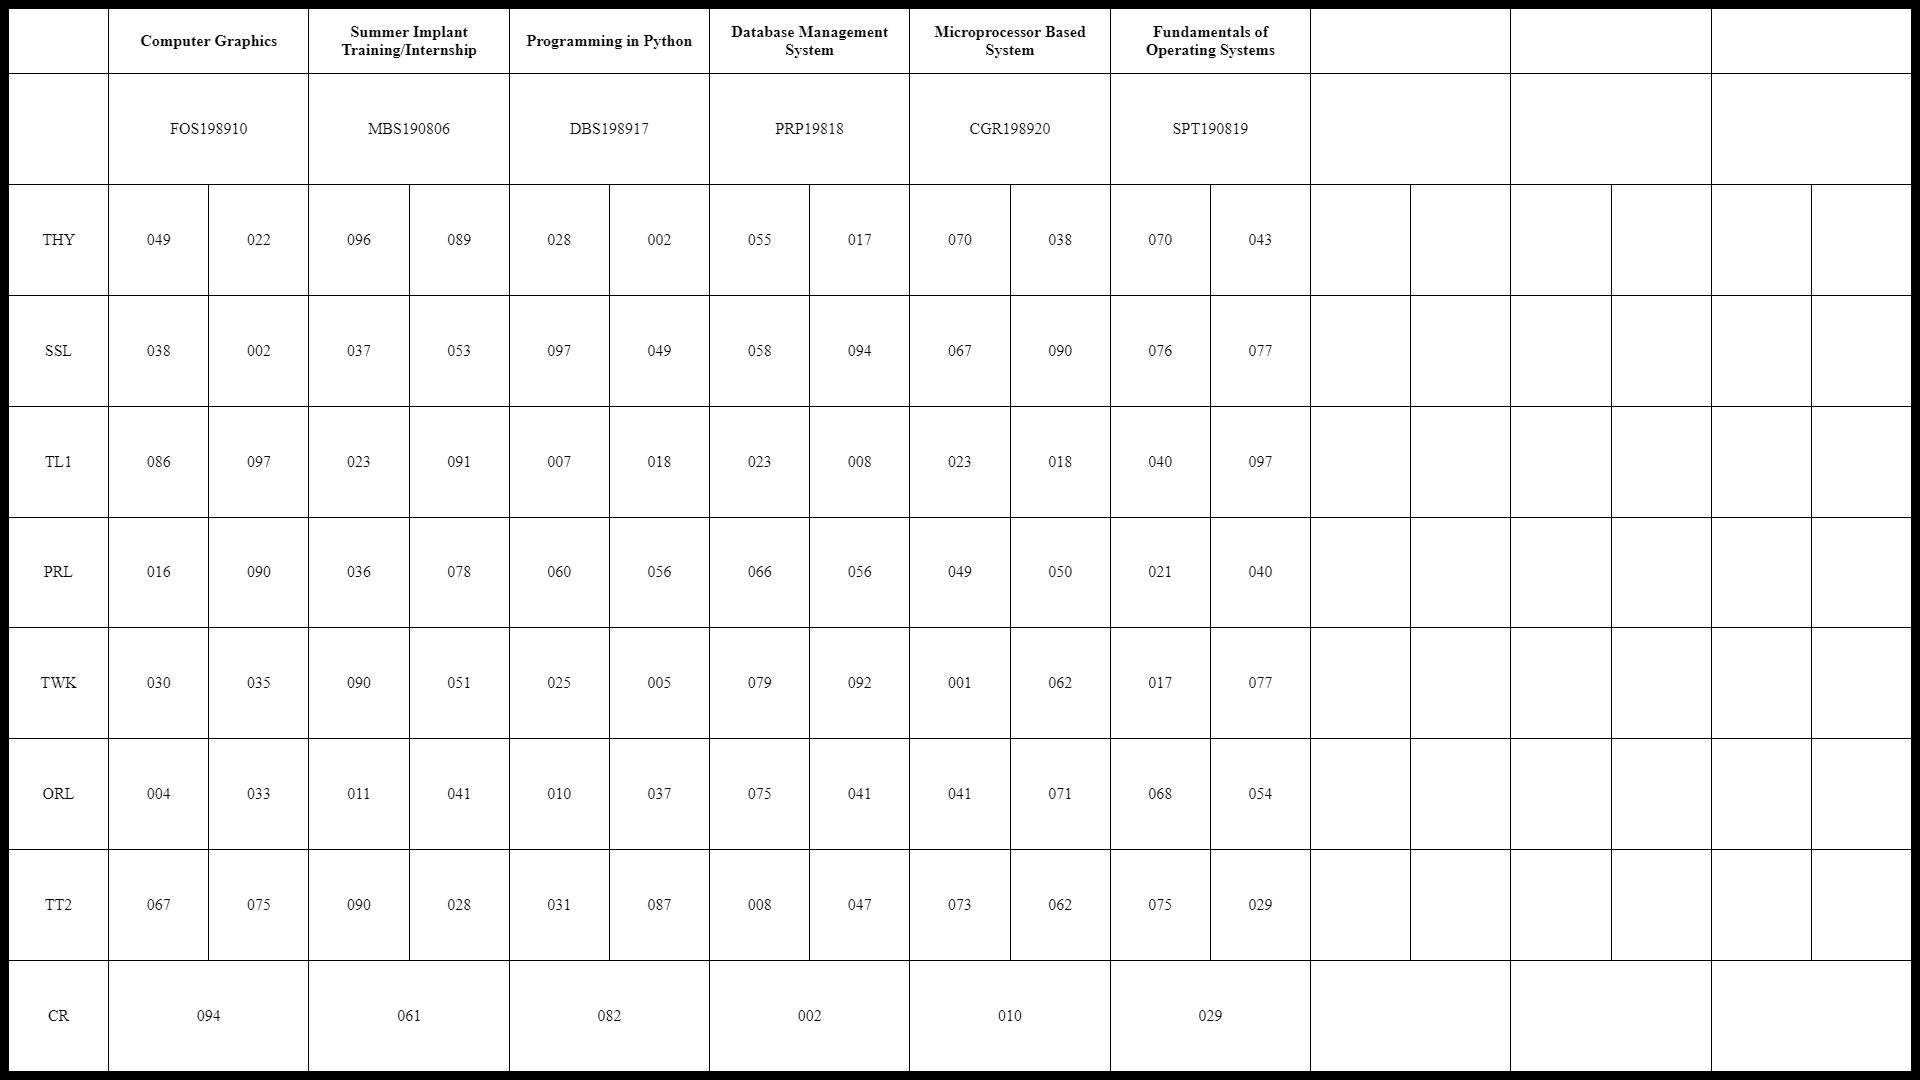 Computer Graphics Summer Implant Training/Internship Programming in Python Database Management System Microprocessor Based System Fundamentals of Operating Systems
FOS198910 MBS190806 DBS198917 PRP19818 CGR198920 SPT190819
THY 049 022 096 089 028 002 055 017 070 038 070 043
SSL 038 002 037 053 097 049 058 094 067 090 076 077
TL1 086 097 023 091 007 018 023 008 023 018 040 097
PRL 016 090 036 078 060 056 066 056 049 050 021 040
TWK 030 035 090 051 025 005 079 092 001 062 017 077
ORL 004 033 011 041 010 037 075 041 041 071 068 054
TT2 067 075 090 028 031 087 008 047 073 062 075 029
CR 094 061 082 002 010 029